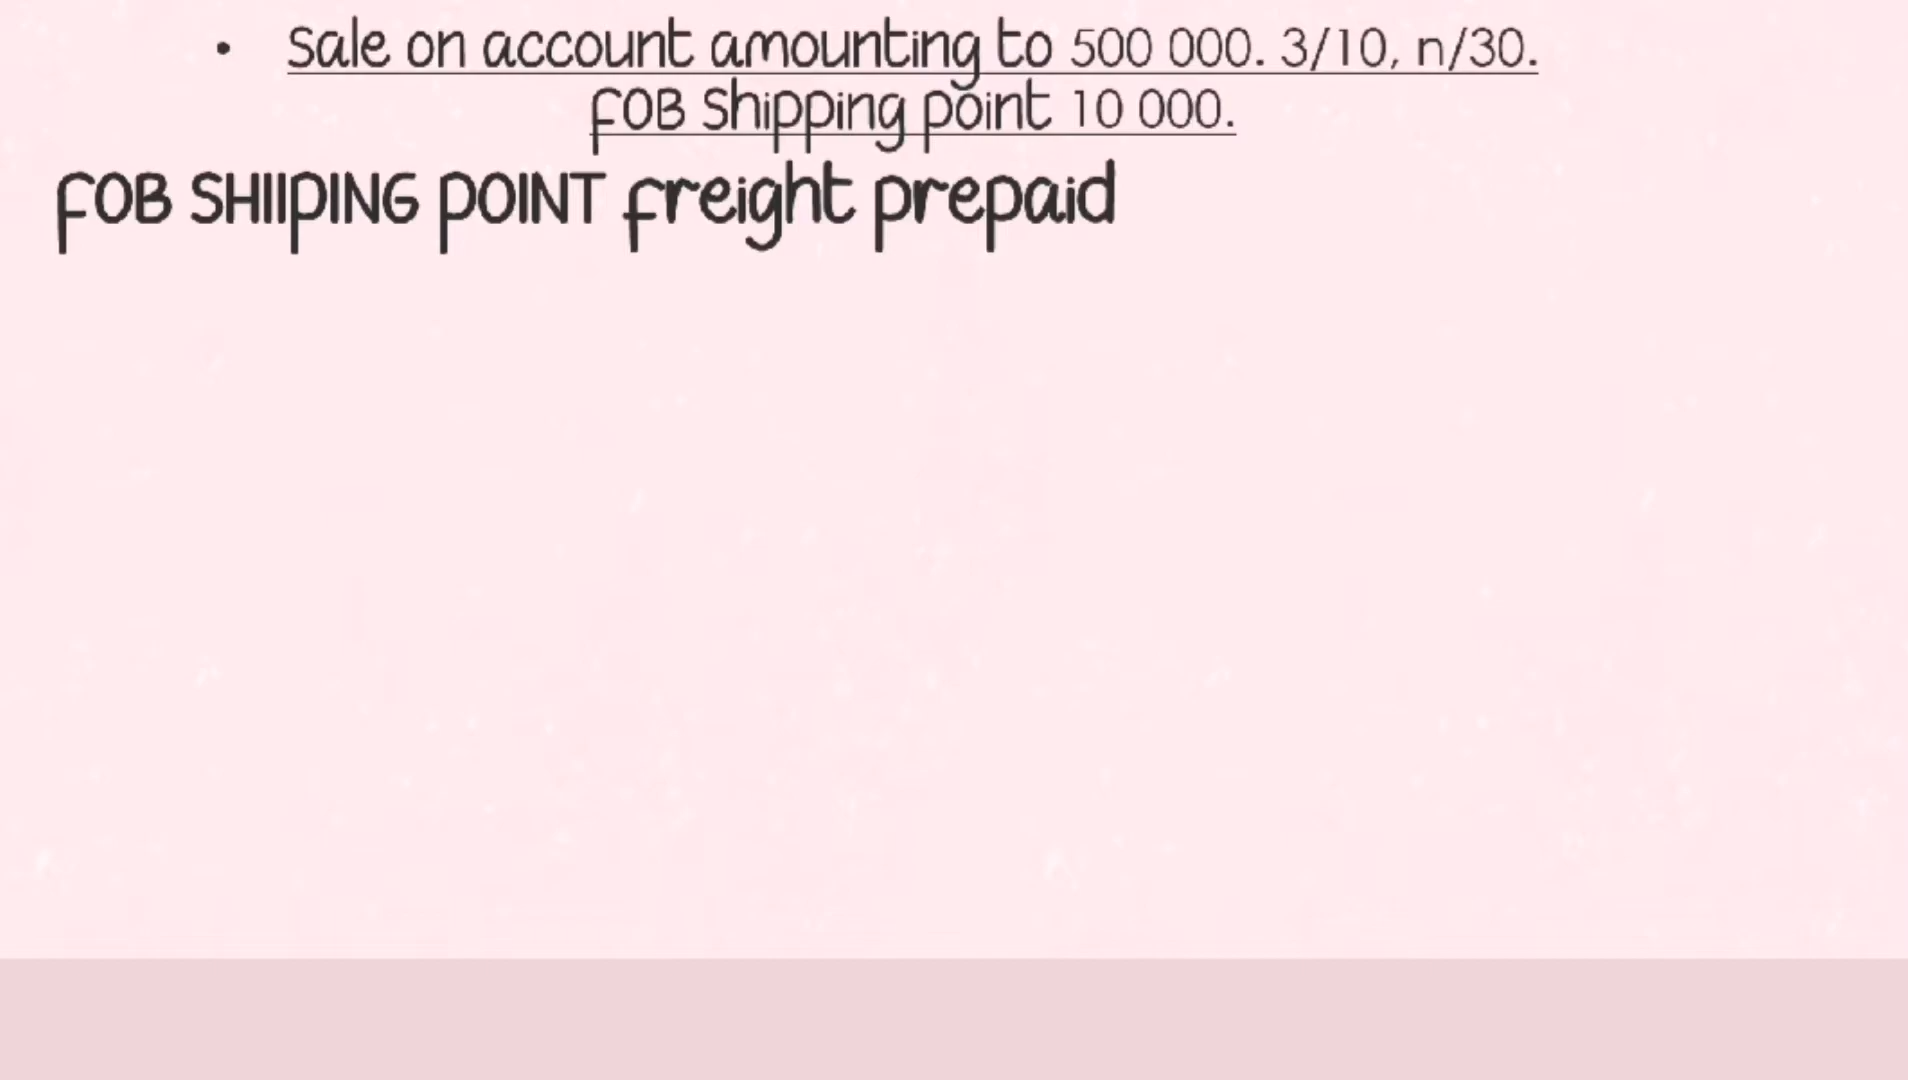 • Sale on account amounting to 500 000. 3/10, n/30.
FOB Shipping point 10 000.
FOB SHIIPING POINT freight prepaid